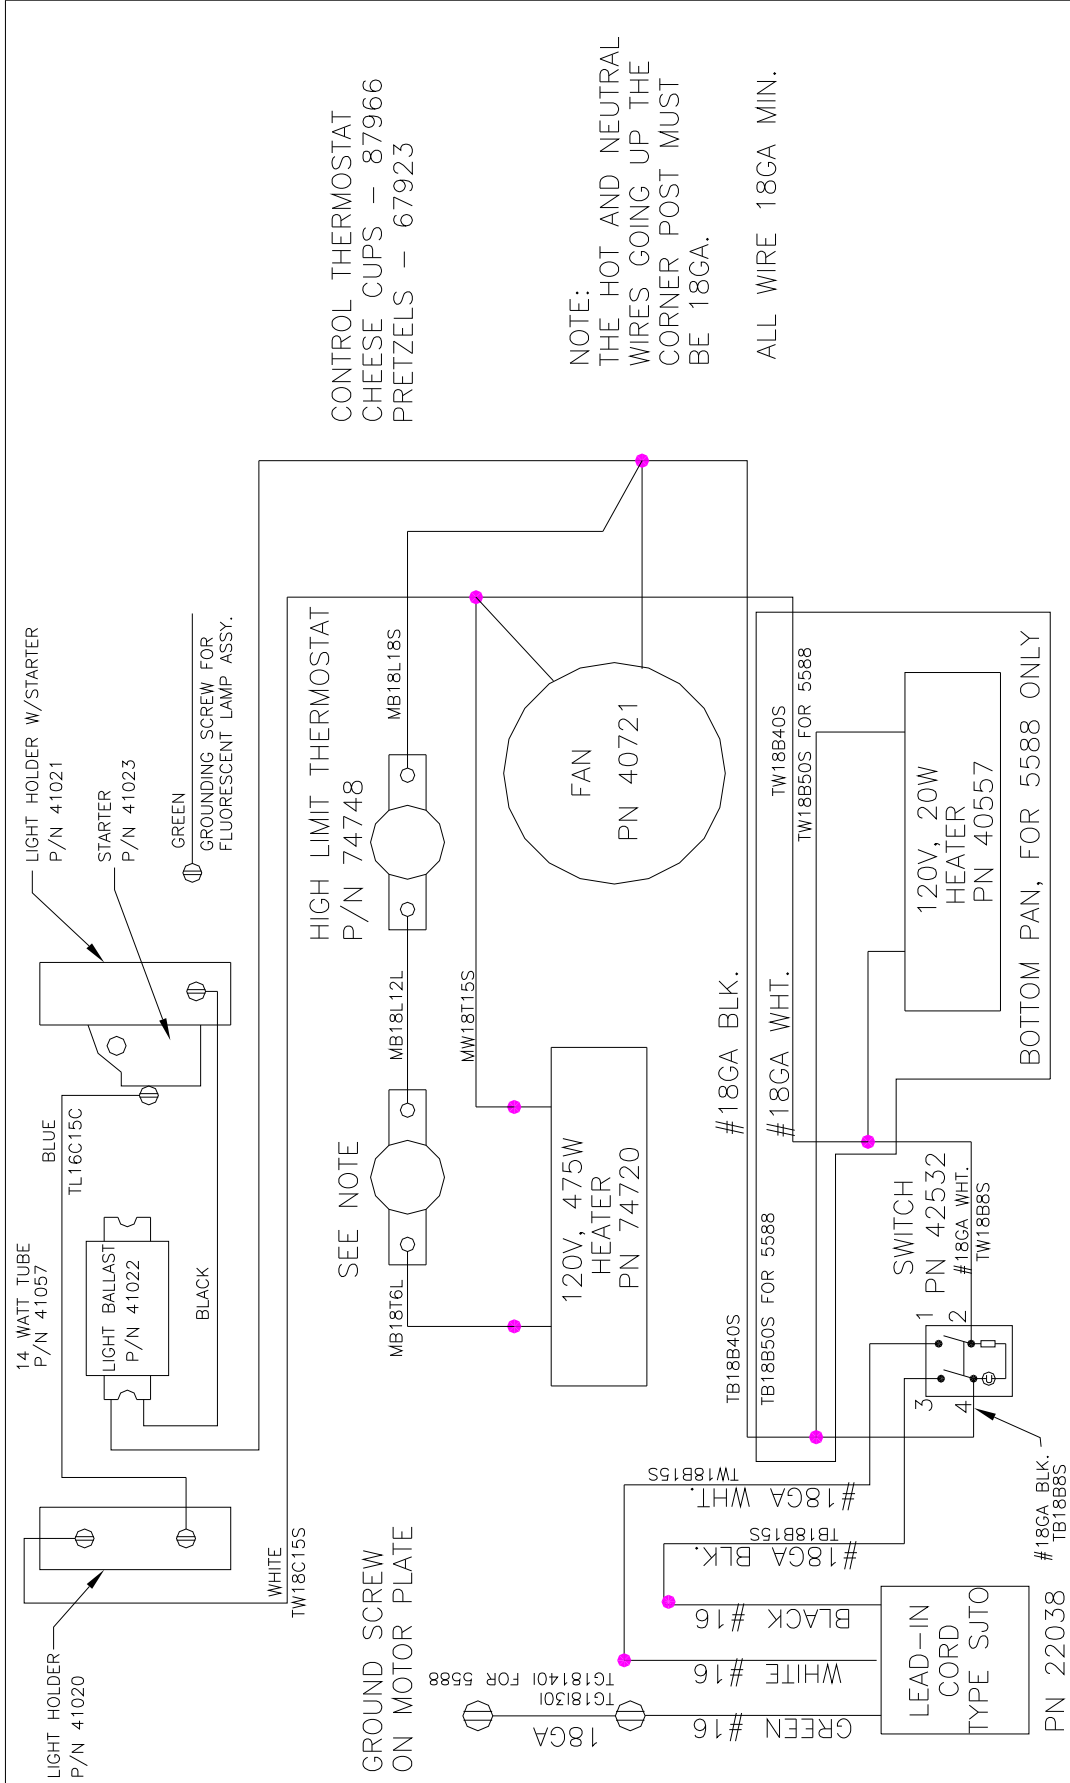 LIGHT HOLDER
P/N 41020
14 WATT TUBE
P/N 41057
BLUE
TL16C15C
LIGHT BALLAST
P/N 41022
BLACK
WHITE
TW18C15S
LIGHT HOLDER W/STARTER
P/N 41021
STARTER
P/N 41023
GREEN
GROUNDING SCREW FOR
FLUORESCENT LAMP ASSY.
CONTROL THERMOSTAT
CHEESE CUPS - 87966
PRETZELS - 67923
NOTE:
THE HOT AND NEUTRAL
WIRES GOING UP THE
CORNER POST MUST
BE 18GA.
ALL WIRE 18GA MIN.
HIGH LIMIT THERMOSTAT
P/N 74748
SEE NOTE
MB18T6L
MB18L12L
MB18L18S
MW18T15S
120V, 475W
HEATER
PN 74720
FAN
PN 40721
GROUND SCREW
ON MOTOR PLATE
18GA
TG18I30I
TG18140I FOR 5588
GREEN #16
WHITE #16
BLACK #16
#18GA BLK.
TB18B15S
#18GA WHT.
TW18B15S
LEAD-IN
CORD
TYPE SJTO
PN 22038
TB18B40S
TB18B50S FOR 5588
#18GA BLK.
#18GA WHT.
TW18B40S
TW18B50S FOR 5588
SWITCH
PN 42532
#18GA WHT.
TW18B8S
1
2
3
4
#18GA BLK.
TB18B8S
120V, 20W
HEATER
PN 40557
BOTTOM PAN, FOR 5588 ONLY